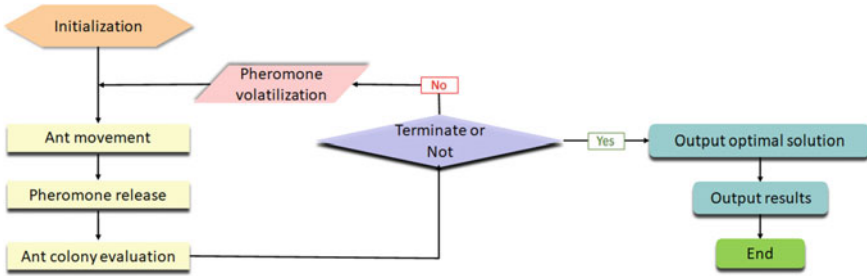 Initialization
Pheromone
volatilization
No
Ant movement
Terminate or
Not
Yes
Output optimal solution
Pheromone release
Output results
Ant colony evaluation
End